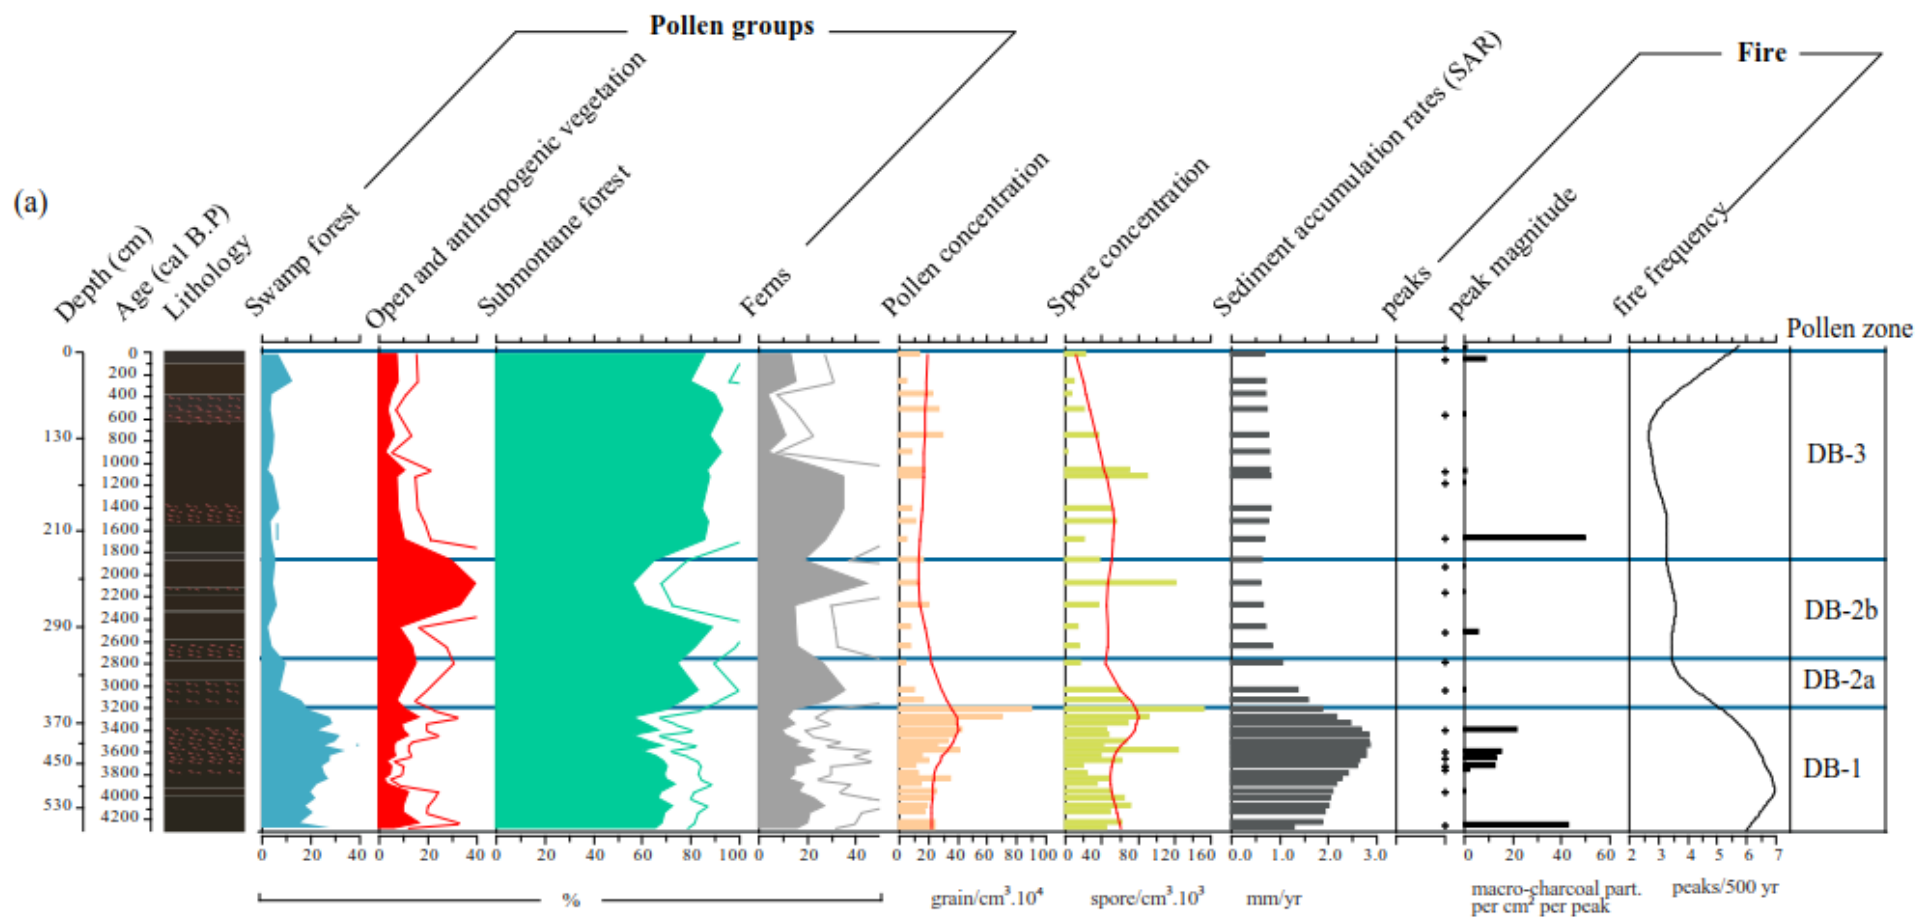 Pollen groups
Fire
(a)
Depth (cm)
Age (cal B.P)
Lithology
Swamp forest
Open and anthropogenic vegetation
Submontane forest
Ferns
Pollen concentration
Spore concentration
Sediment accumulation rates (SAR)
peaks
peak magnitude
fire frequency
Pollen zone
0
130
210
290
370
450
530
0
200
400
600
800
1000
1200
1400
1600
1800
2000
2200
2400
2600
2800
3000
3200
3400
3600
3800
4000
4200
DB-3
DB-2b
DB-2a
DB-1
0 20 40
0 20 40
0 20 40 60 80 100
0 20 40
0 20 40 60 80 100
0 40 80 120 160
0.0 1.0 2.0 3.0
0 20 40 60
2 3 4 5 6 7
%
grain/cm³.10⁴
spore/cm³.10³
mm/yr
macro-charcoal part.
per cm² per peak
peaks/500 yr